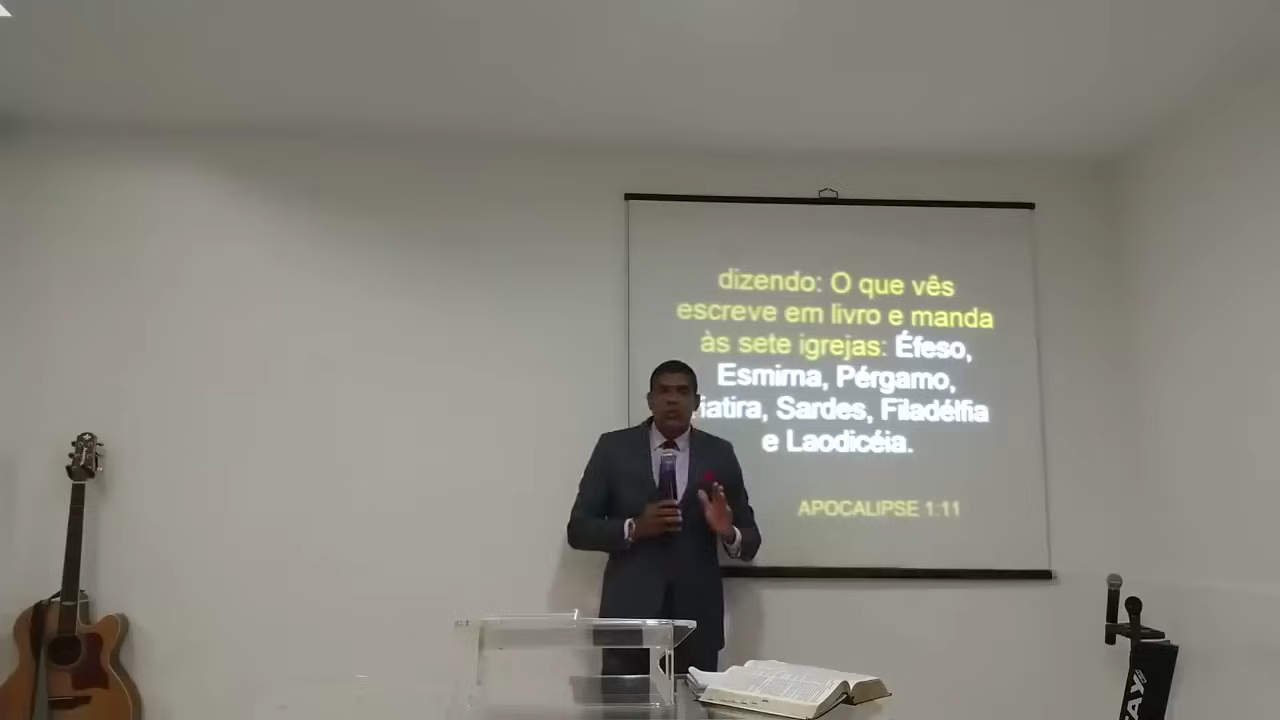 dizendo: O que vês
escreve em livro e manda
às sete igrejas: Éfeso,
Esmirna, Pérgamo,
iatira, Sardes, Filadélfia
e Laodicéia.
APOCALIPSE 1:11